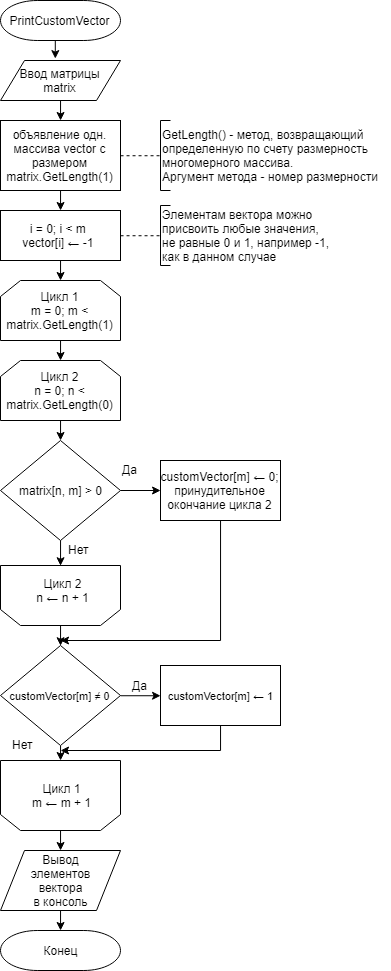 PrintCustomVector
Ввод матрицы
matrix
объявление одн.
массива vector с
размером
matrix.GetLength(1)
GetLength() - метод, возвращающий
определенную по счету размерность
многомерного массива.
Аргумент метода - номер размерности
i = 0; i < m
vector[i] ← -1
Элементам вектора можно
присвоить любые значения,
не равные 0 и 1, например -1,
как в данном случае
Цикл 1
m = 0; m <
matrix.GetLength(1)
Цикл 2
n = 0; n <
matrix.GetLength(0)
matrix[n, m] > 0
Да
customVector[m] ← 0;
принудительное
окончание цикла 2
Нет
Цикл 2
n ← n + 1
customVector[m] ≠ 0
Да
customVector[m] ← 1
Нет
Цикл 1
m ← m + 1
Вывод
элементов
вектора
в консоль
Конец